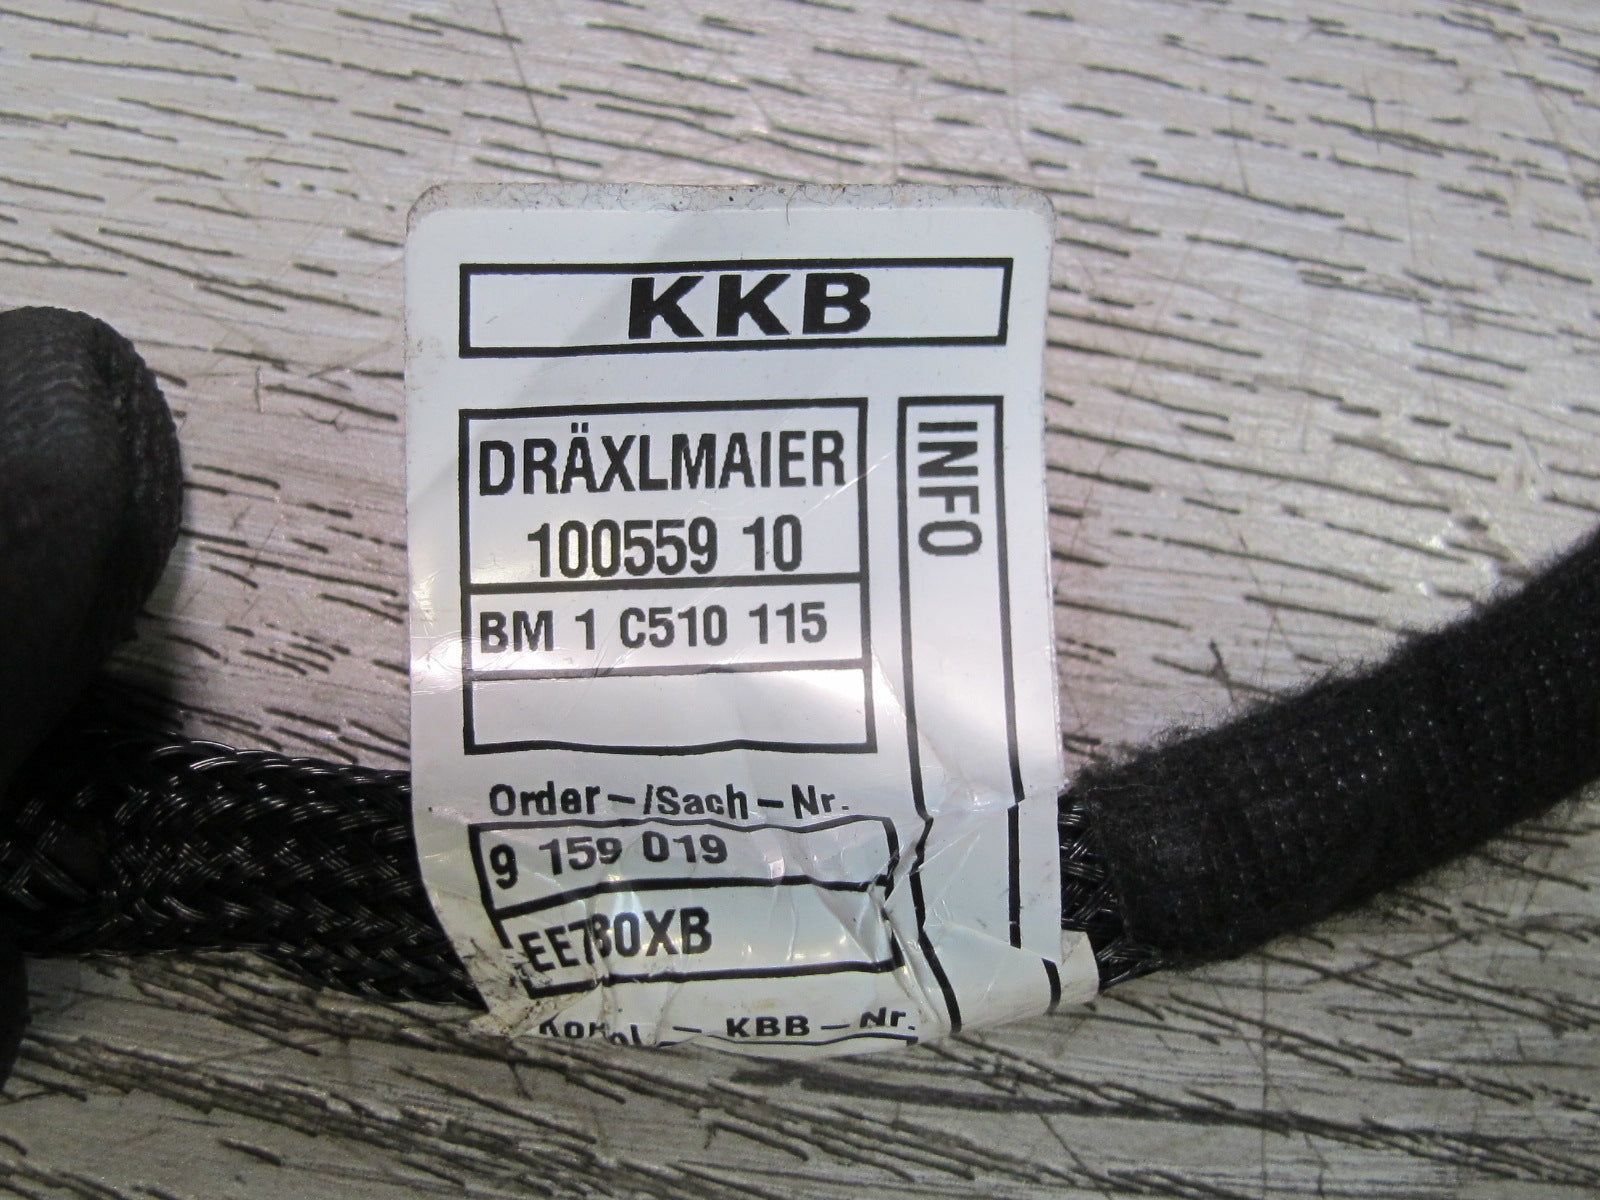 KKB
DRÄXLMAIER
100559 10
BM 1 C510 115
INFO
Order-/Sach-Nr.
9 159 019
EE780XB
- KBB - Nr.